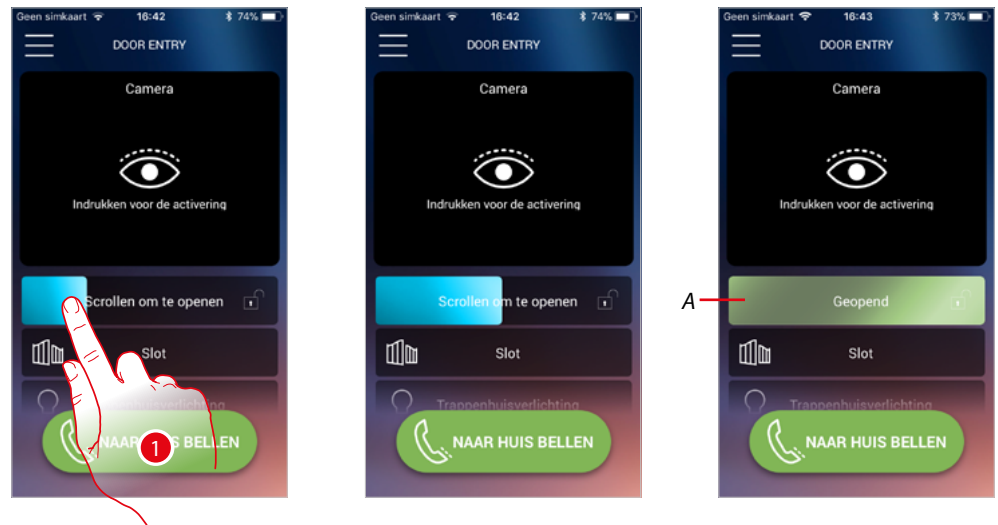 Geen simkaart 16:42 74%
DOOR ENTRY
Camera
Indrukken voor de activering
Scrollen om te openen
Slot
NAAR HUIS BELLEN
1
Geen simkaart 16:42 74%
DOOR ENTRY
Camera
Indrukken voor de activering
Scrollen om te openen
Slot
Trappenhuisverlichting
NAAR HUIS BELLEN
Geen simkaart 16:43 73%
DOOR ENTRY
Camera
Indrukken voor de activering
A
Geopend
Slot
Trappenhuisverlichting
NAAR HUIS BELLEN